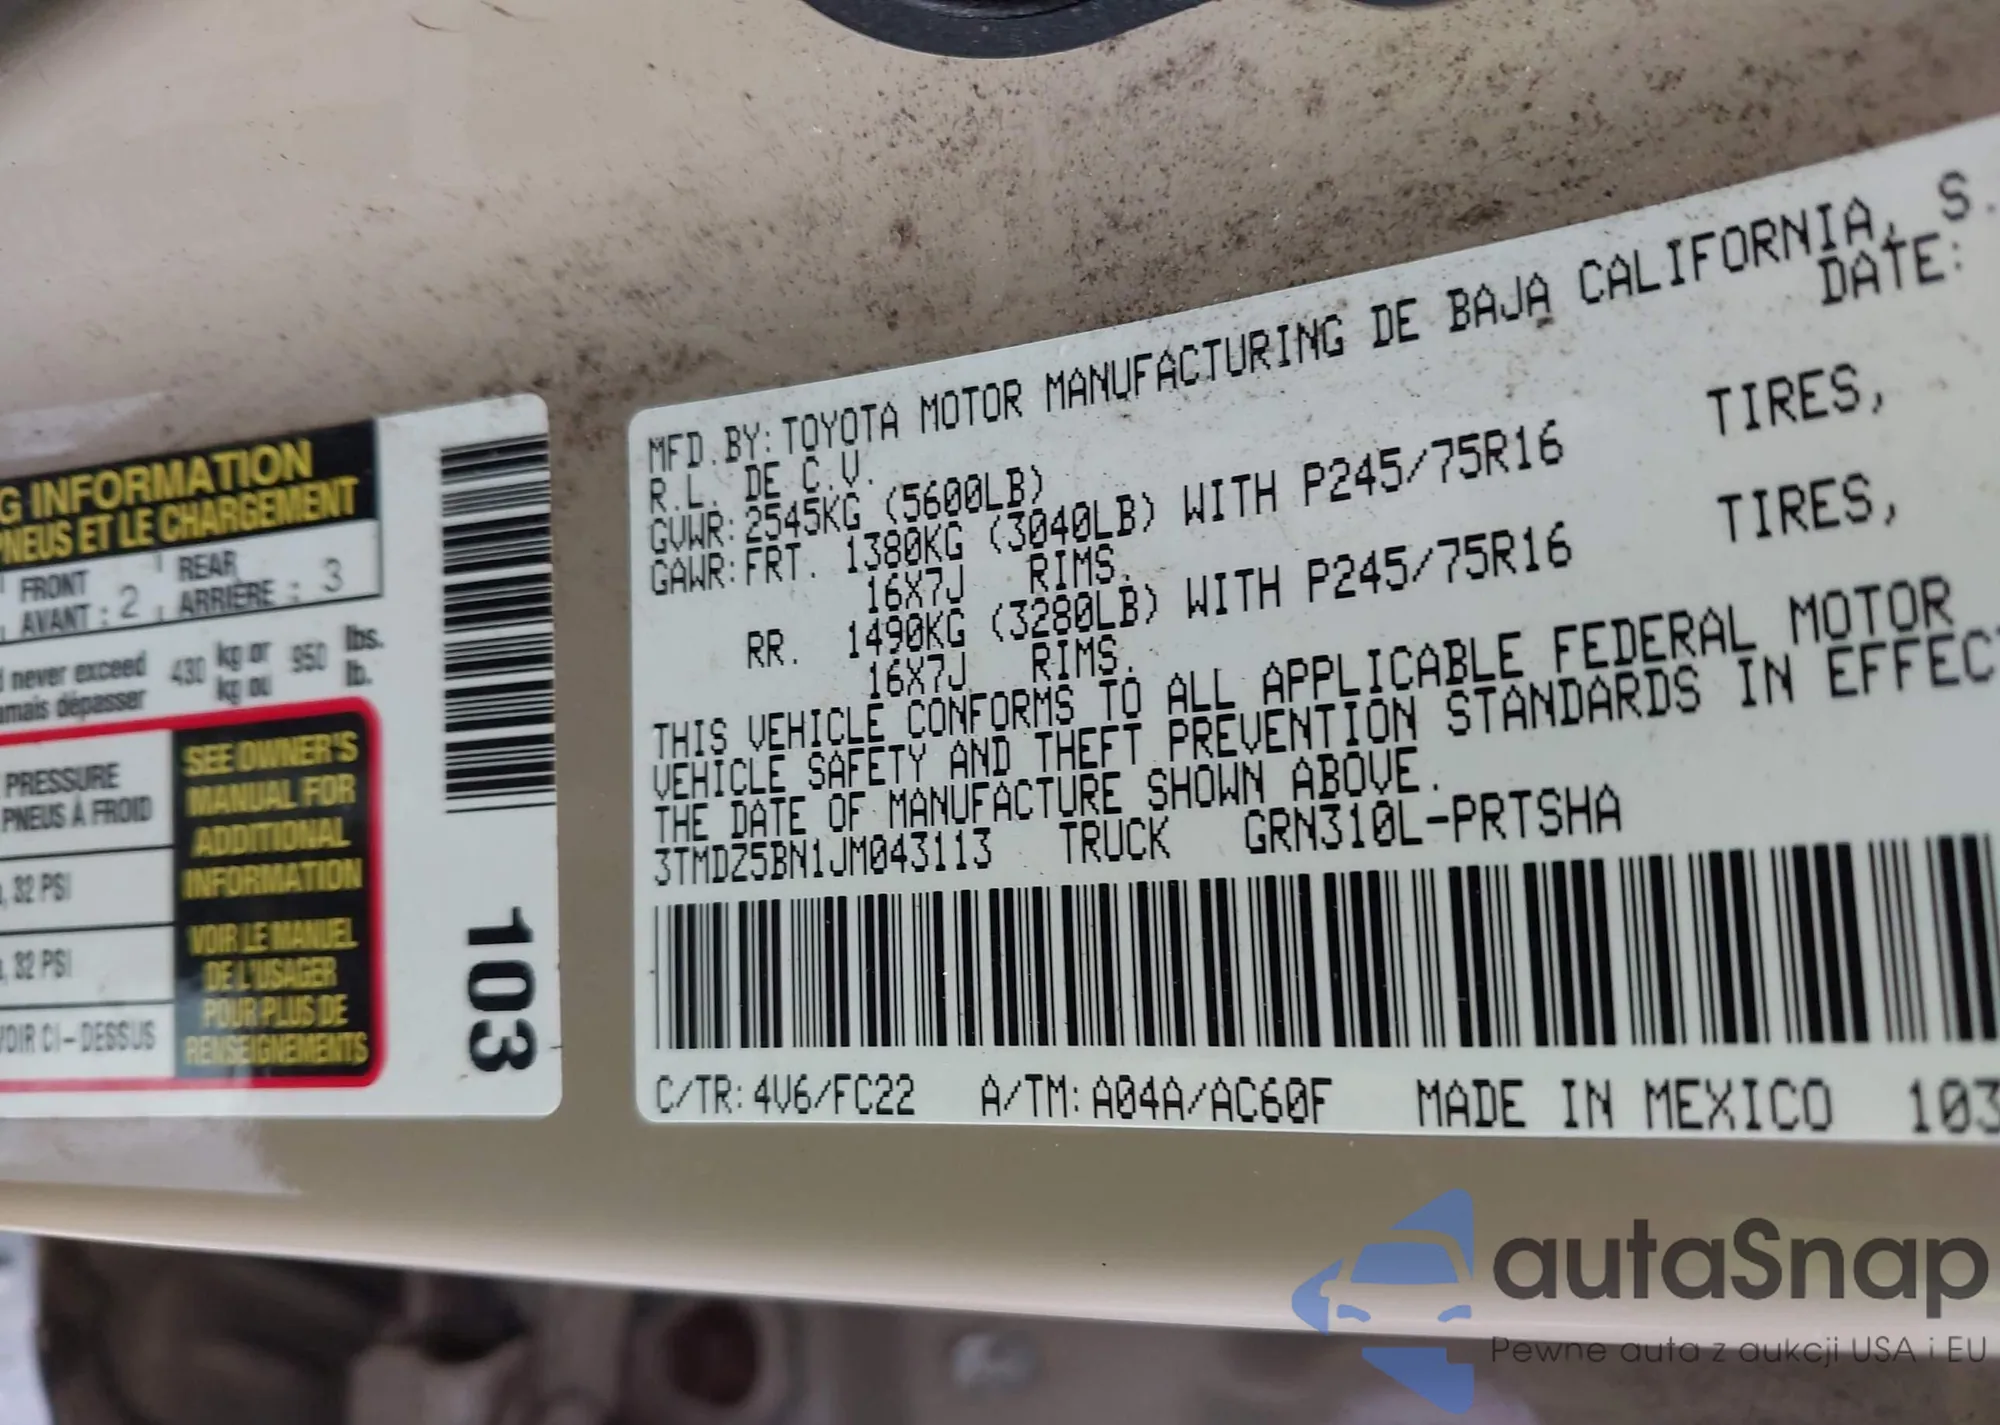 G INFORMATION
PNEUS ET LE CHARGEMENT
FRONT
AVANT : 2
REAR
ARRIÈRE : 3
never exceed 430 kg or 950 lbs.
amais dépasser kg ou lb.
PRESSURE
PNEUS À FROID
, 32 PSI
, 32 PSI
VOIR CI-DESSUS
SEE OWNER'S
MANUAL FOR
ADDITIONAL
INFORMATION
VOIR LE MANUEL
DE L'USAGER
POUR PLUS DE
RENSEIGNEMENTS
103
MFD.BY:TOYOTA MOTOR MANUFACTURING DE BAJA CALIFORNIA, S.
R.L. DE C.V. DATE:
GVWR:2545KG (5600LB)
GAWR:FRT. 1380KG (3040LB) WITH P245/75R16 TIRES,
16X7J RIMS.
RR. 1490KG (3280LB) WITH P245/75R16 TIRES,
16X7J RIMS.
THIS VEHICLE CONFORMS TO ALL APPLICABLE FEDERAL MOTOR
VEHICLE SAFETY AND THEFT PREVENTION STANDARDS IN EFFEC
THE DATE OF MANUFACTURE SHOWN ABOVE.
3TMDZ5BN1JM043113 TRUCK GRN310L-PRTSHA
C/TR:4V6/FC22 A/TM:A04A/AC60F MADE IN MEXICO 103
autaSnap
Pewne auta z aukcji USA i EU